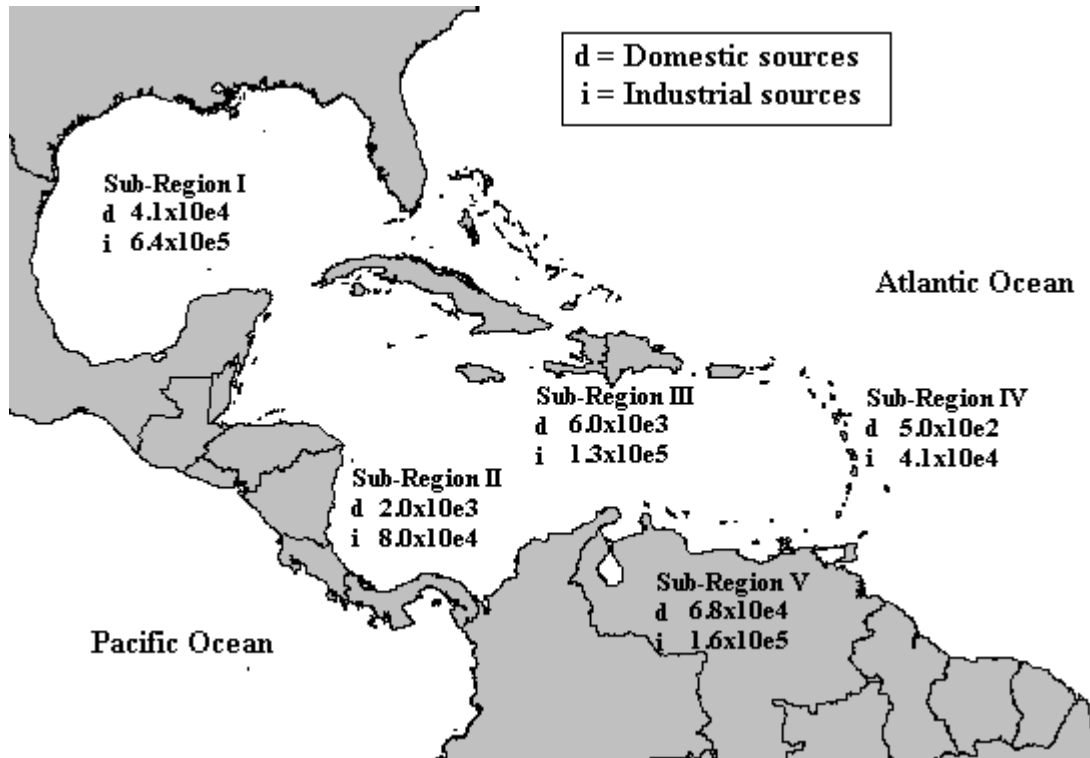 d = Domestic sources
i = Industrial sources
Sub-Region I
d 4.1x10e4
i 6.4x10e5
Atlantic Ocean
Sub-Region III
d 6.0x10e3
i 1.3x10e5
Sub-Region IV
d 5.0x10e2
i 4.1x10e4
Sub-Region II
d 2.0x10e3
i 8.0x10e4
Sub-Region V
d 6.8x10e4
i 1.6x10e5
Pacific Ocean